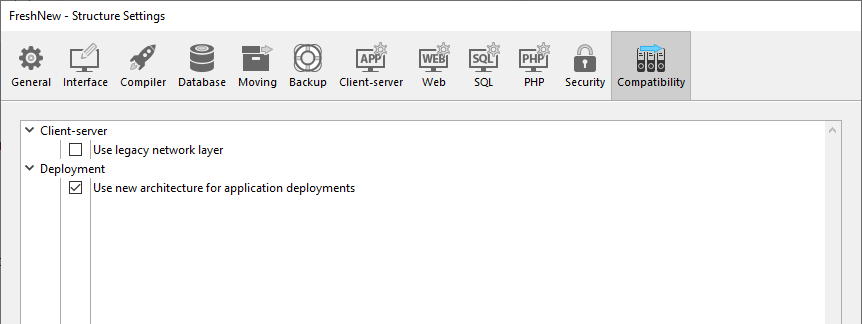 FreshNew - Structure Settings
APP WEB SQL PHP
General Interface Compiler Database Moving Backup Client-server Web SQL PHP Security Compatibility
Client-server
Use legacy network layer
Deployment
Use new architecture for application deployments